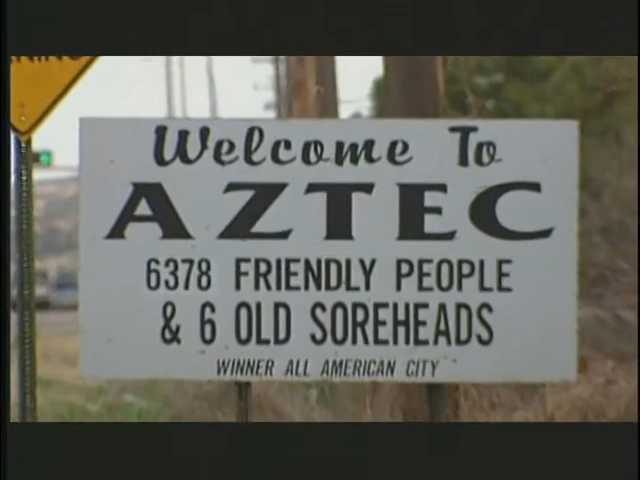 Welcome To
AZTEC
6378 FRIENDLY PEOPLE
& 6 OLD SOREHEADS
WINNER ALL AMERICAN CITY